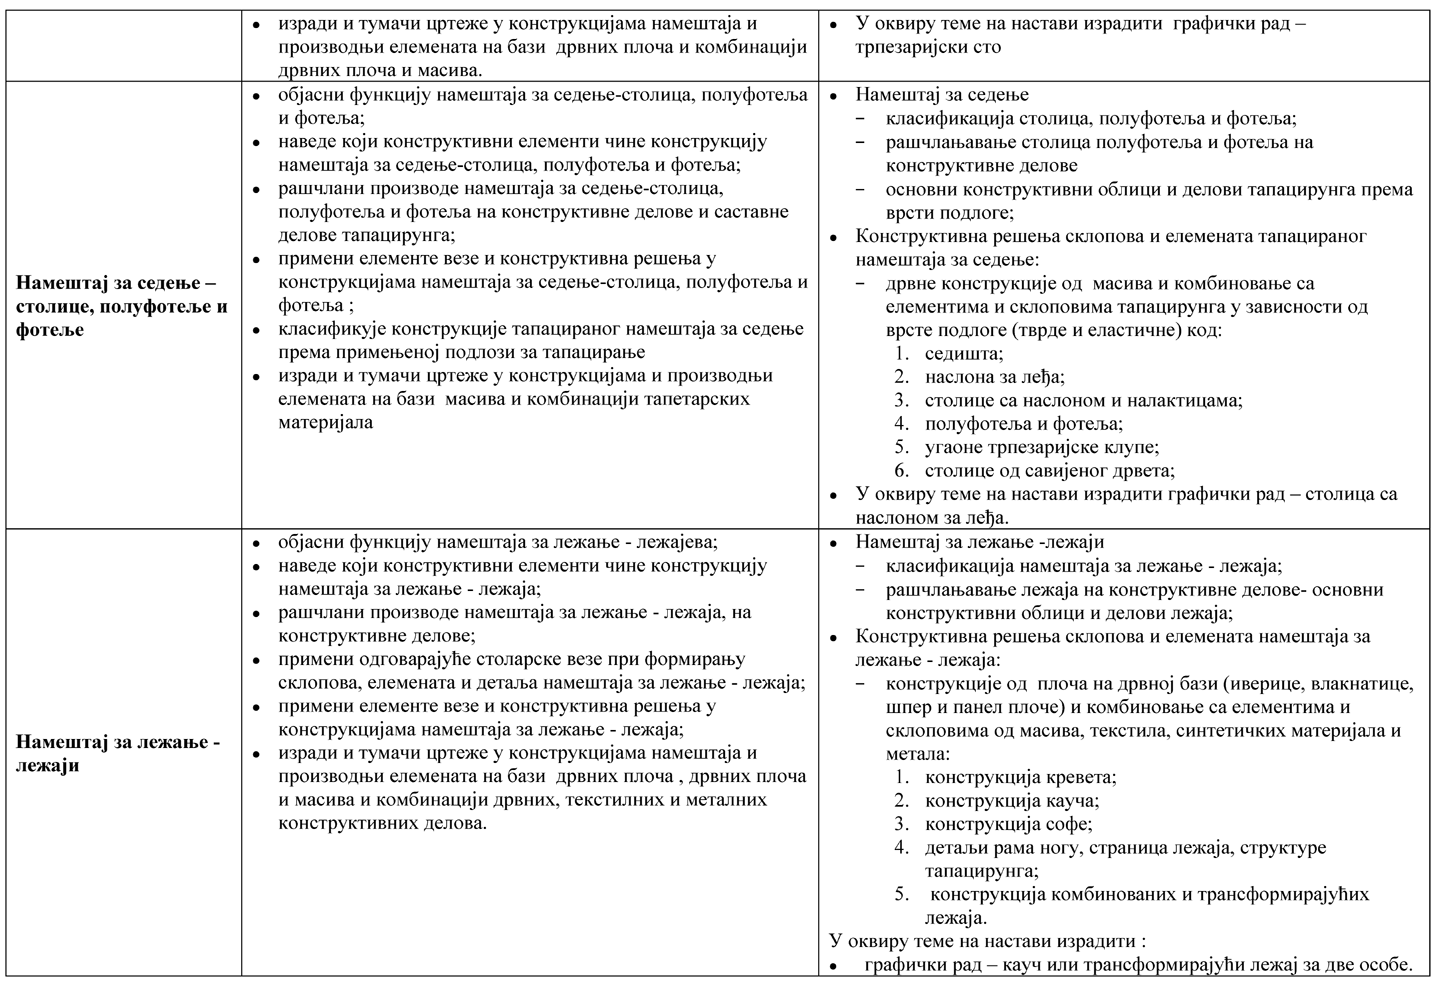 • изради и тумачи цртеже у конструкцијама намештаја и
производњи елемената на бази дрвних плоча и комбинацији
дрвних плоча и масива.
• У оквиру теме на настави израдити графички рад –
трпезаријски сто
Намештај за седење –
столице, полуфотеље и
фотеље
• објасни функцију намештаја за седење-столица, полуфотеља
и фотеља;
• наведе који конструктивни елементи чине конструкцију
намештаја за седење-столица, полуфотеља и фотеља;
• рашчлани производе намештаја за седење-столица,
полуфотеља и фотеља на конструктивне делове и саставне
делове тапацирунга;
• примени елементе везе и конструктивна решења у
конструкцијама намештаја за седење-столица, полуфотеља и
фотеља ;
• класификује конструкције тапацираног намештаја за седење
према примењеној подлози за тапацирање
• изради и тумачи цртеже у конструкцијама и производњи
елемената на бази масива и комбинацији тапетарских
материјала
• Намештај за седење
− класификација столица, полуфотеља и фотеља;
− рашчлањавање столица полуфотеља и фотеља на
конструктивне делове
− основни конструктивни облици и делови тапацирунга према
врсти подлоге;
• Конструктивна решења склопова и елемената тапацираног
намештаја за седење:
− дрвне конструкције од масива и комбиновање са
елементима и склоповима тапацирунга у зависности од
врсте подлоге (тврде и еластичне) код:
1. седишта;
2. наслона за леђа;
3. столице са наслоном и налактицама;
4. полуфотеља и фотеља;
5. угаоне трпезаријске клупе;
6. столице од савијеног дрвета;
• У оквиру теме на настави израдити графички рад – столица са
наслоном за леђа.
Намештај за лежање -
лежаји
• објасни функцију намештаја за лежање - лежајева;
• наведе који конструктивни елементи чине конструкцију
намештаја за лежање - лежаја;
• рашчлани производе намештаја за лежање - лежаја, на
конструктивне делове;
• примени одговарајуће столарске везе при формирању
склопова, елемената и детаља намештаја за лежање - лежаја;
• примени елементе везе и конструктивна решења у
конструкцијама намештаја за лежање - лежаја;
• изради и тумачи цртеже у конструкцијама намештаја и
производњи елемената на бази дрвних плоча , дрвних плоча
и масива и комбинацији дрвних, текстилних и металних
конструктивних делова.
• Намештај за лежање -лежаји
− класификација намештаја за лежање - лежаја;
− рашчлањавање лежаја на конструктивне делове- основни
конструктивни облици и делови лежаја;
• Конструктивна решења склопова и елемената намештаја за
лежање - лежаја:
− конструкције од плоча на дрвној бази (иверице, влакнатице,
шпер и панел плоче) и комбиновање са елементима и
склоповима од масива, текстила, синтетичких материјала и
метала:
1. конструкција кревета;
2. конструкција кауча;
3. конструкција софе;
4. детаљи рама ногу, страница лежаја, структуре
тапацирунга;
5. конструкција комбинованих и трансформирајућих
лежаја.
У оквиру теме на настави израдити :
• графички рад – кауч или трансформирајући лежај за две особе.